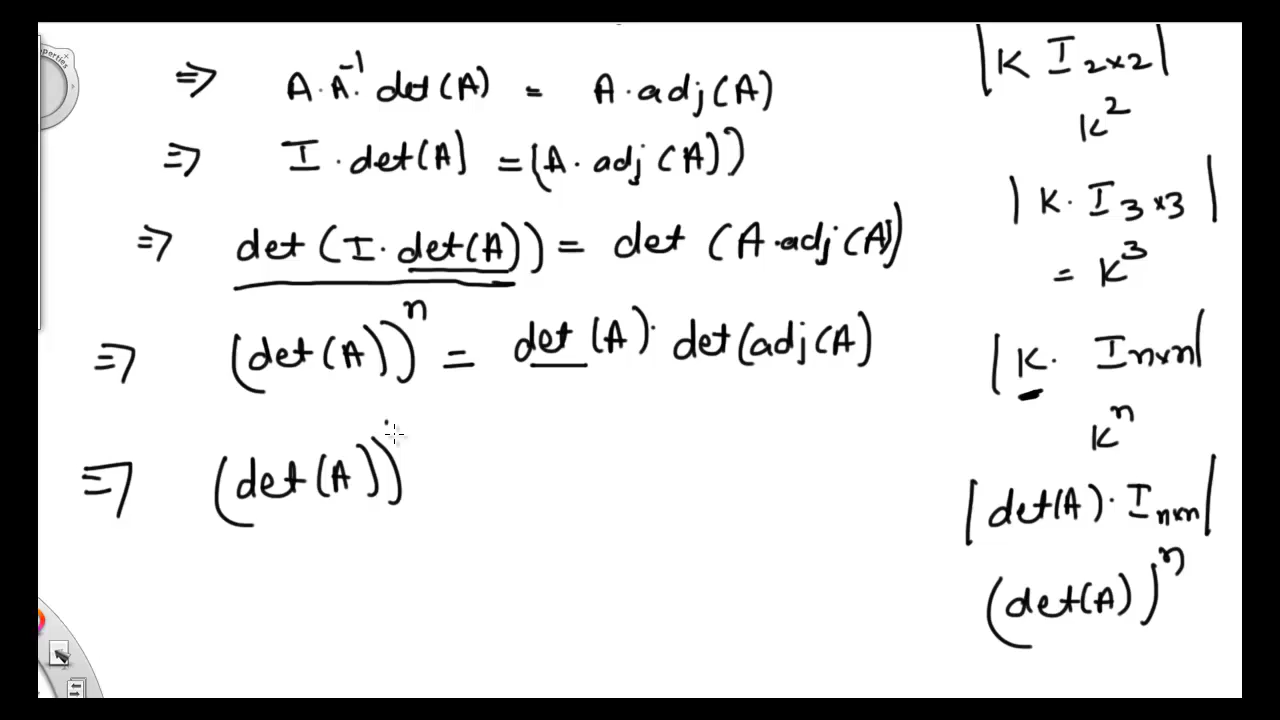 ⇒ A·A⁻¹· det(A) = A·adj(A)
⇒ I·det(A) = (A·adj(A))
⇒ det(I·det(A)) = det (A·adj(A))
⇒ (det(A))ⁿ = det(A)· det(adj(A)
⇒ (det(A))
|K I₂ₓ₂|
K²
|K· I₃ₓ₃|
= K³
|K· Iₙₓₙ|
Kⁿ
|det(A)· Iₙₓₙ|
(det(A))ⁿ